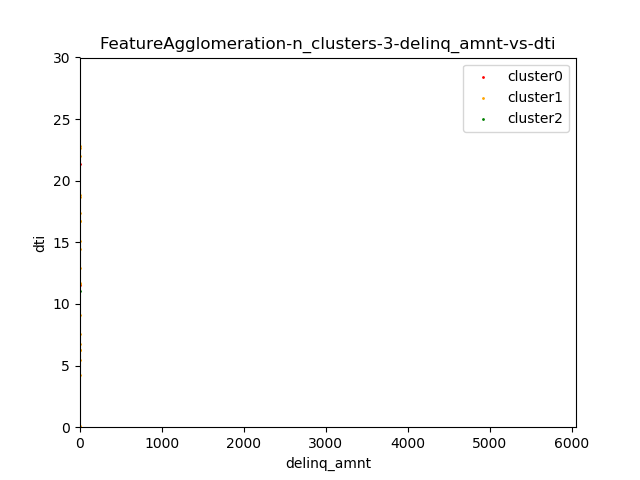 FeatureAgglomeration-n_clusters-3-delinq_amnt-vs-dti
cluster0
cluster1
cluster2
30
25
20
15
10
5
0
dti
0 1000 2000 3000 4000 5000 6000
delinq_amnt